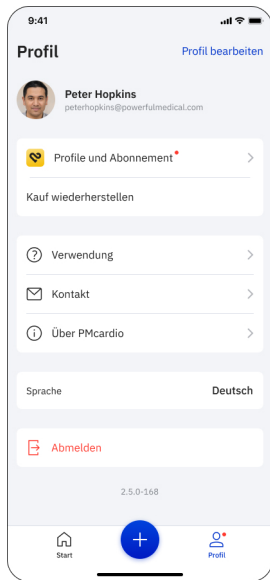 9:41
Profil
Profil bearbeiten
Peter Hopkins
peterhopkins@powerfulmedical.com
Profile und Abonnement
Kauf wiederherstellen
Verwendung
Kontakt
Über PMcardio
Sprache
Deutsch
Abmelden
2.5.0-168
Start
Profil